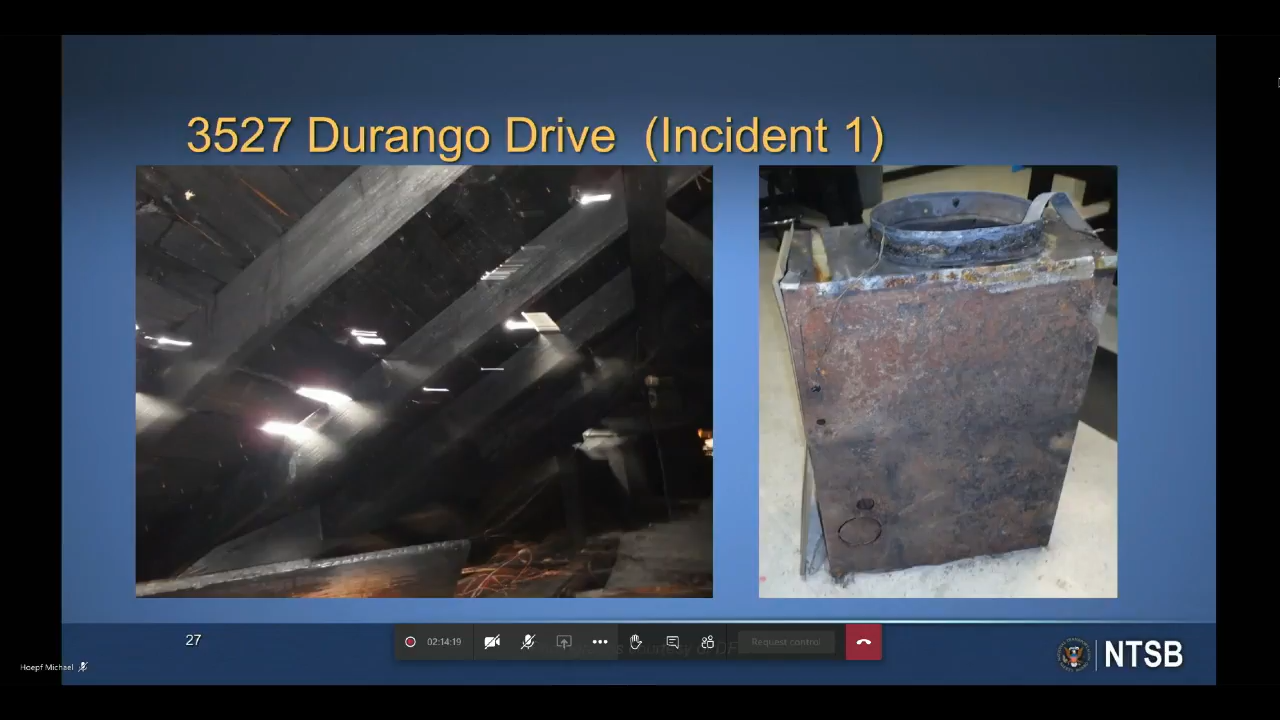 3527 Durango Drive (Incident 1)
27
02:14:19
Request control
Hoepf Michael
NTSB